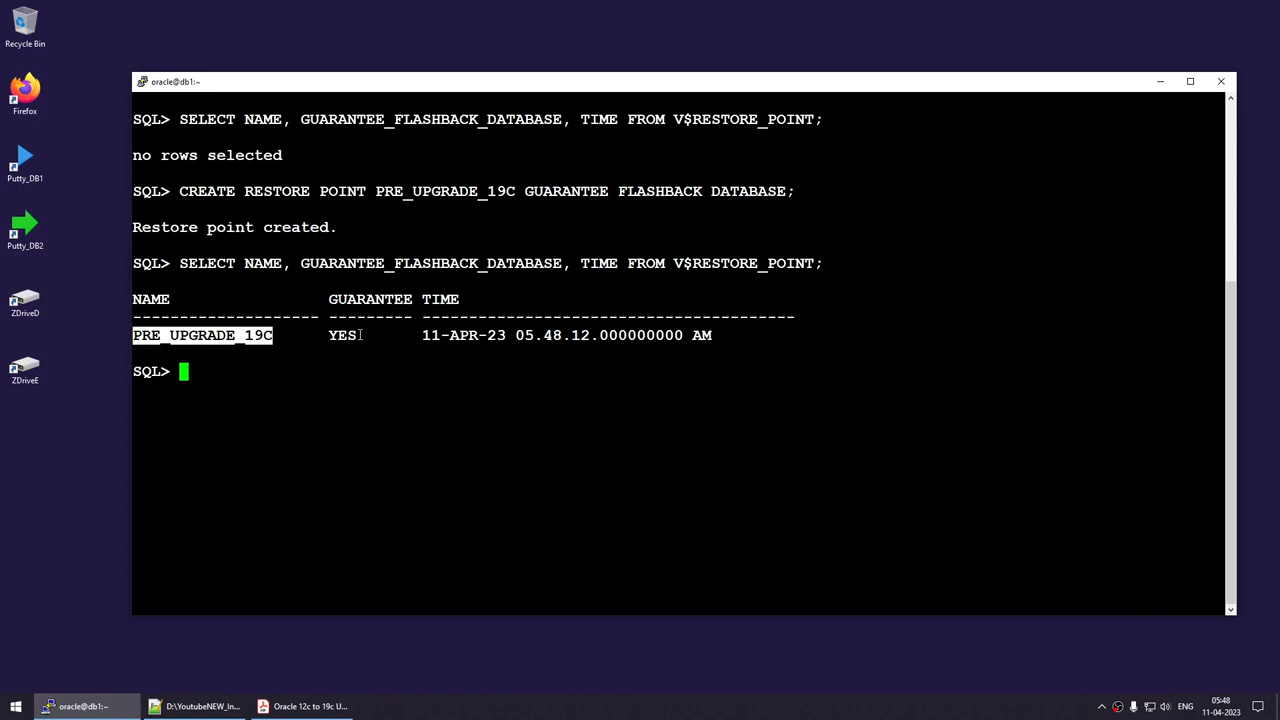 Recycle Bin
Firefox
Putty_DB1
Putty_DB2
ZDriveD
ZDriveE
oracle@db1:~
SQL> SELECT NAME, GUARANTEE_FLASHBACK_DATABASE, TIME FROM V$RESTORE_POINT;
no rows selected
SQL> CREATE RESTORE POINT PRE_UPGRADE_19C GUARANTEE FLASHBACK DATABASE;
Restore point created.
SQL> SELECT NAME, GUARANTEE_FLASHBACK_DATABASE, TIME FROM V$RESTORE_POINT;
NAME GUARANTEE TIME
-------------------- --------- ----------------------------------------
PRE_UPGRADE_19C YES 11-APR-23 05.48.12.000000000 AM
SQL>
oracle@db1:~
D:\YoutubeNEW_In...
Oracle 12c to 19c U...
ENG
05:48
11-04-2023